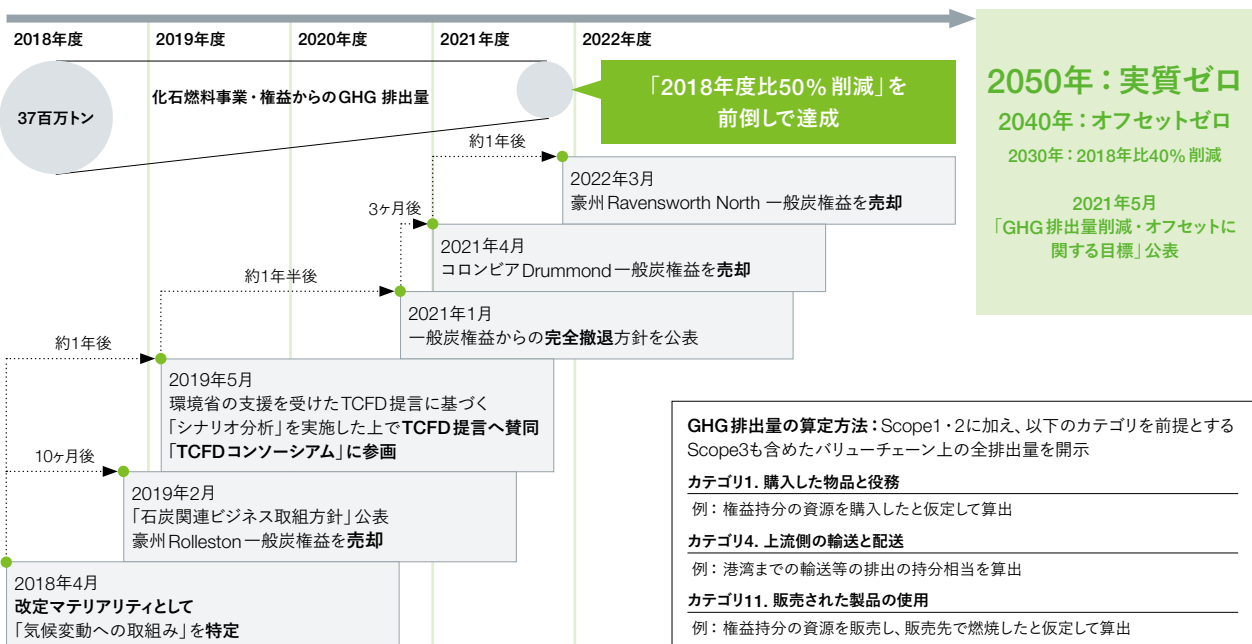 2018年度
2019年度
2020年度
2021年度
2022年度
37百万トン
化石燃料事業・権益からのGHG 排出量
「2018年度比50% 削減」を
前倒しで達成
2050年：実質ゼロ
2040年：オフセットゼロ
2030年：2018年比40% 削減
2021年5月
「GHG 排出量削減・オフセットに
関する目標」公表
約1年後
2022年3月
豪州 Ravensworth North 一般炭権益を売却
3ヶ月後
2021年4月
コロンビア Drummond 一般炭権益を売却
約1年半後
2021年1月
一般炭権益からの完全撤退方針を公表
約1年後
2019年5月
環境省の支援を受けたTCFD 提言に基づく
「シナリオ分析」を実施した上でTCFD 提言へ賛同
「TCFDコンソーシアム」に参画
10ヶ月後
2019年2月
「石炭関連ビジネス取組方針」公表
豪州 Rolleston 一般炭権益を売却
2018年4月
改定マテリアリティとして
「気候変動への取組み」を特定
GHG 排出量の算定方法：Scope1・2に加え、以下のカテゴリを前提とする
Scope3も含めたバリューチェーン上の全排出量を開示
カテゴリ1. 購入した物品と役務
例：権益持分の資源を購入したと仮定して算出
カテゴリ4. 上流側の輸送と配送
例：港湾までの輸送等の排出の持分相当を算出
カテゴリ11. 販売された製品の使用
例：権益持分の資源を販売し、販売先で燃焼したと仮定して算出